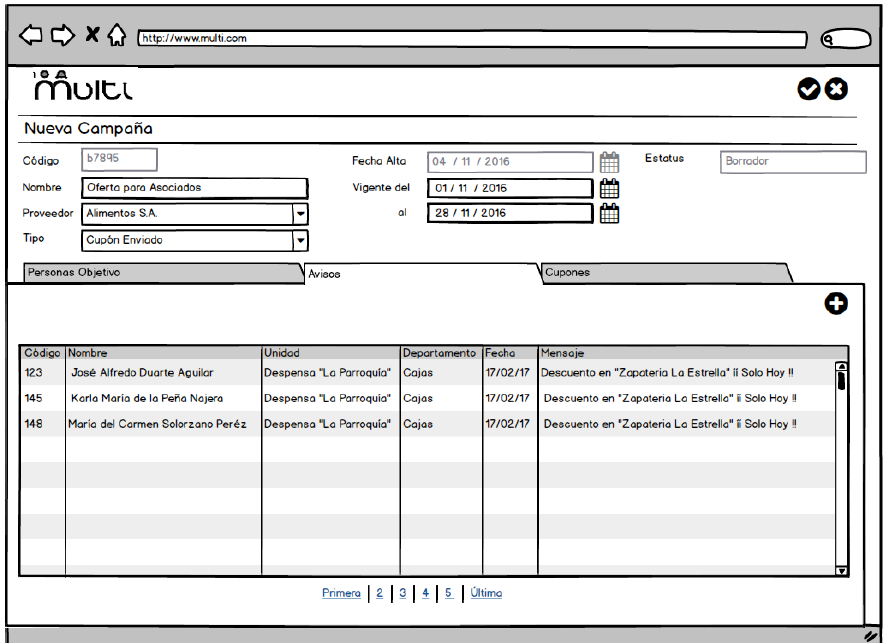 http://www.multi.com
multi
Nueva Campaña
Código b7895 Fecha Alta 04 / 11 / 2016 Estatus Borrador
Nombre Oferta para Asociados Vigente del 01 / 11 / 2016
Proveedor Alimentos S.A. al 28 / 11 / 2016
Tipo Cupón Enviado
Personas Objetivo Avisos Cupones
Código Nombre Unidad Departamento Fecha Mensaje
123 José Alfredo Duarte Aguilar Despensa "La Parroquía" Cajas 17/02/17 Descuento en "Zapateria La Estrella" íí Solo Hoy !!
145 Karla María de la Peña Najera Despensa "La Parroquía" Cajas 17/02/17 Descuento en "Zapateria La Estrella" íí Solo Hoy !!
148 María del Carmen Solorzano Peréz Despensa "La Parroquía" Cajas 17/02/17 Descuento en "Zapateria La Estrella" íí Solo Hoy !!
Primera | 2 | 3 | 4 | 5 | Última